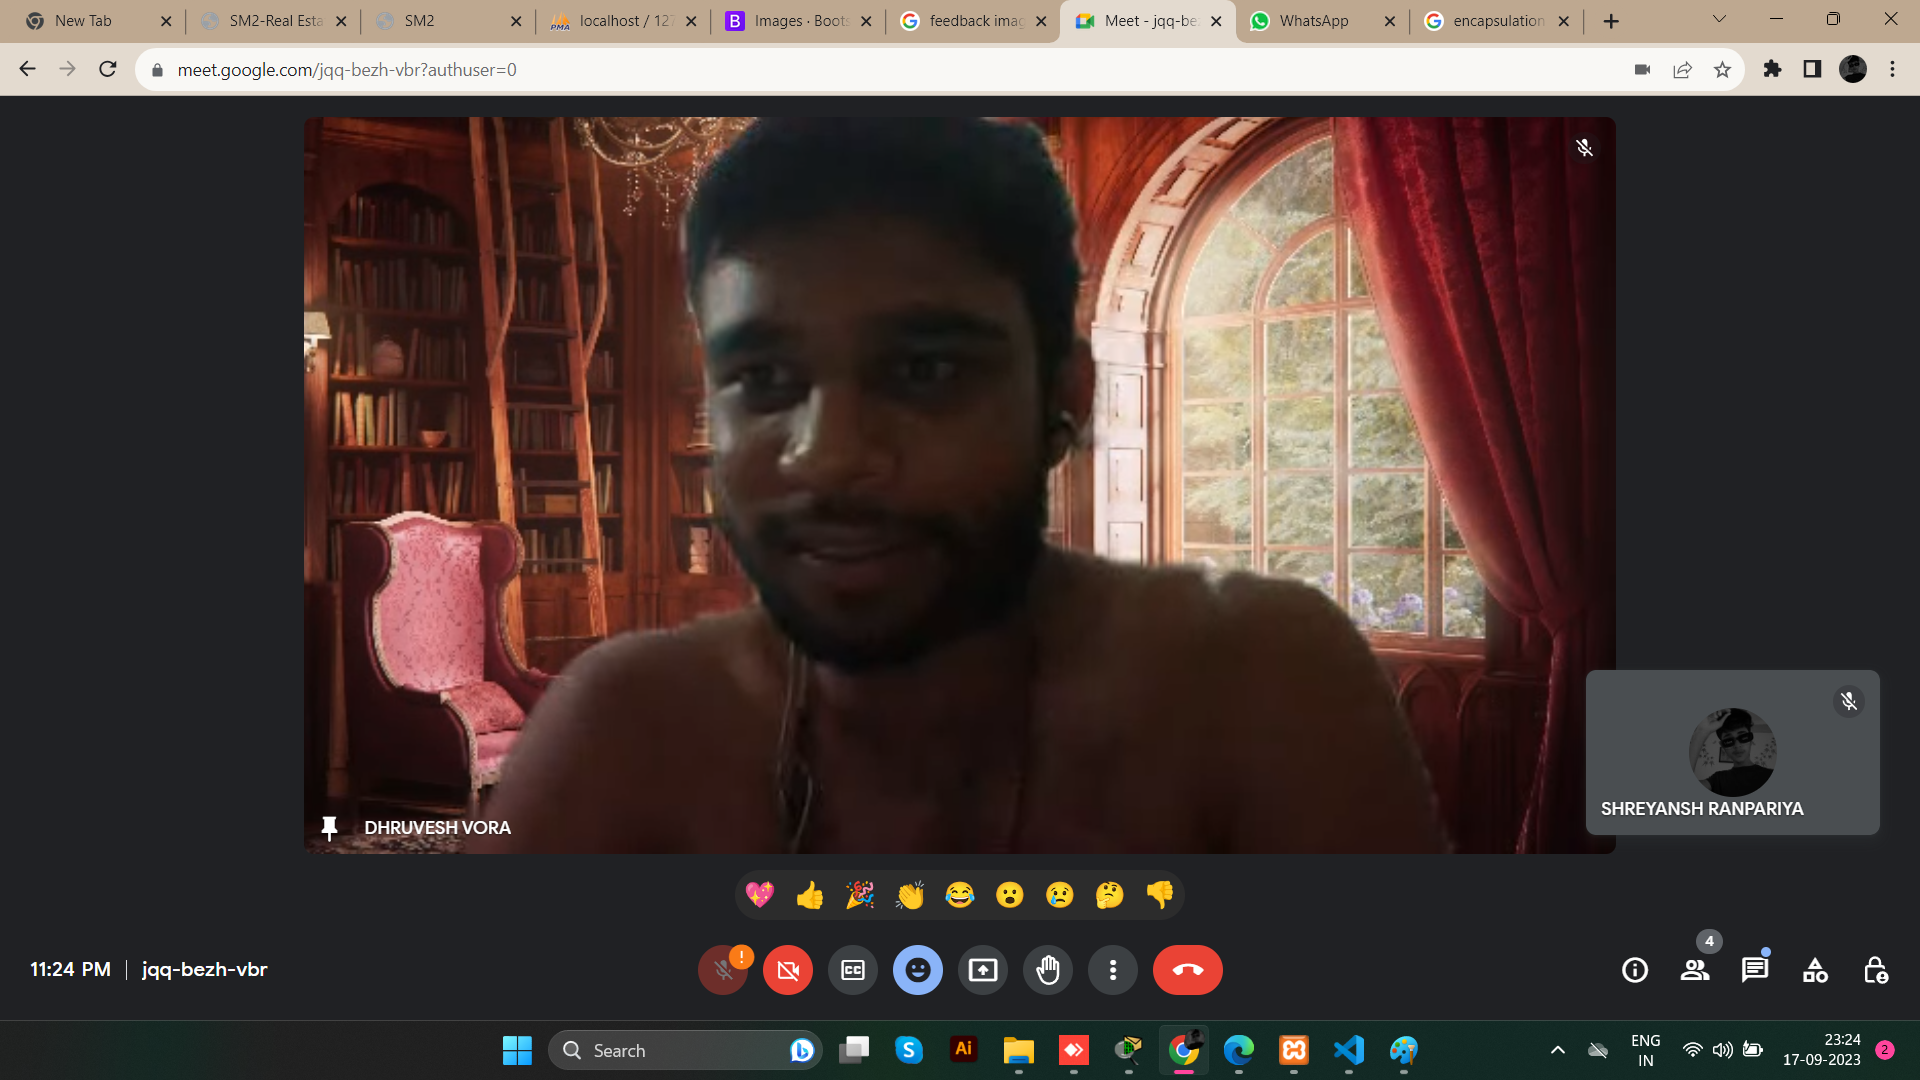 New Tab
SM2-Real Esta
SM2
localhost / 127
Images · Boots
feedback imag
Meet - jqq-be
WhatsApp
encapsulation
meet.google.com/jqq-bezh-vbr?authuser=0
DHRUVESH VORA
SHREYANSH RANPARIYA
4
11:24 PM
jqq-bezh-vbr
Search
Ai
ENG
IN
23:24
17-09-2023
2